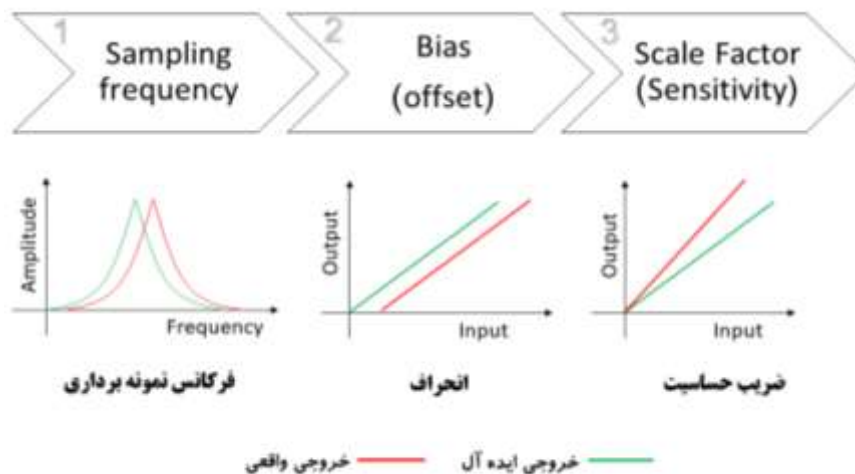 1
Sampling
frequency
2
Bias
(offset)
3
Scale Factor
(Sensitivity)
Amplitude
Frequency
Output
Input
Output
Input
فرکانس نمونه برداری
انحراف
ضریب حساسیت
خروجی واقعی
خروجی ایده آل